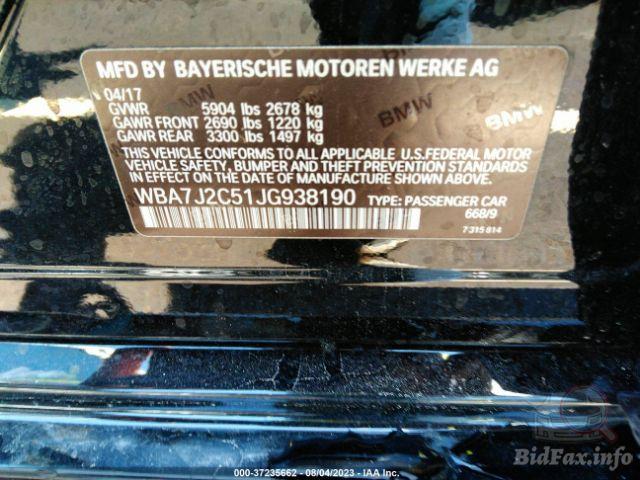 MFD BY BAYERISCHE MOTOREN WERKE AG
04/17
GVWR 5904 lbs 2678 kg
GAWR FRONT 2690 lbs 1220 kg
GAWR REAR 3300 lbs 1497 kg
THIS VEHICLE CONFORMS TO ALL APPLICABLE U.S.FEDERAL MOTOR
VEHICLE SAFETY, BUMPER, AND THEFT PREVENTION STANDARDS
IN EFFECT ON THE DATE OF MANUFACTURE SHOWN ABOVE.
WBA7J2C51JG938190 TYPE: PASSENGER CAR
668/9
7 315 814
BMW
BMW
BMW
BidFax.info
000-37235662 - 08/04/2023 - IAA Inc.